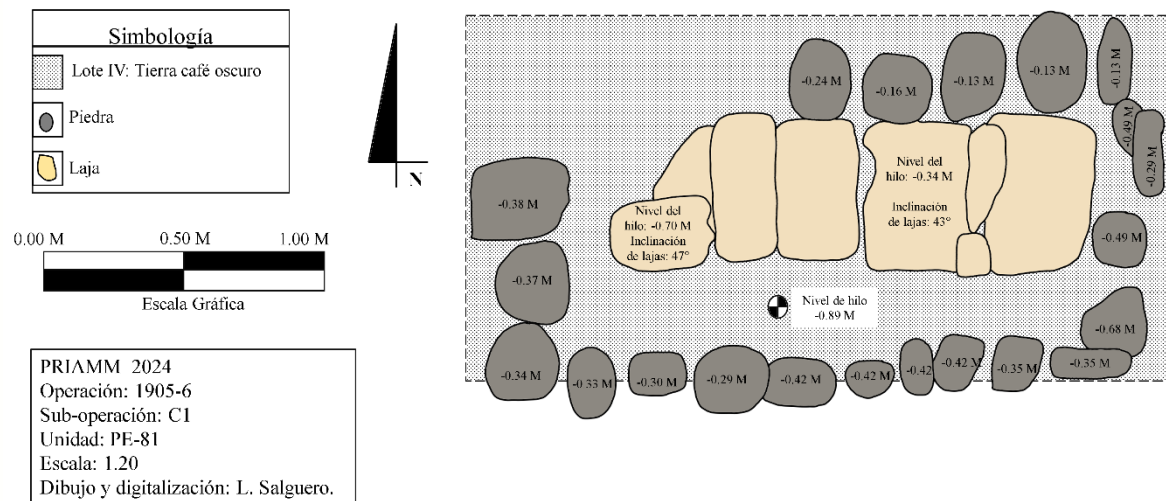 Simbología
Lote IV: Tierra café oscuro
Piedra
Laja
N
0.00 M 0.50 M 1.00 M
Escala Gráfica
PRIAMM 2024
Operación: 1905-6
Sub-operación: C1
Unidad: PE-81
Escala: 1.20
Dibujo y digitalización: L. Salguero.
-0.24 M
-0.16 M
-0.13 M
-0.13 M
-0.13 M
-0.49 M
-0.29 M
-0.38 M
Nivel del
hilo: -0.70 M
Inclinación
de lajas: 47°
Nivel del
hilo: -0.34 M
Inclinación
de lajas: 43°
-0.49 M
-0.37 M
Nivel de hilo
-0.89 M
-0.68 M
-0.34 M
-0.33 M
-0.30 M
-0.29 M
-0.42 M
-0.42 M
-0.42
-0.42 M
-0.35 M
-0.35 M